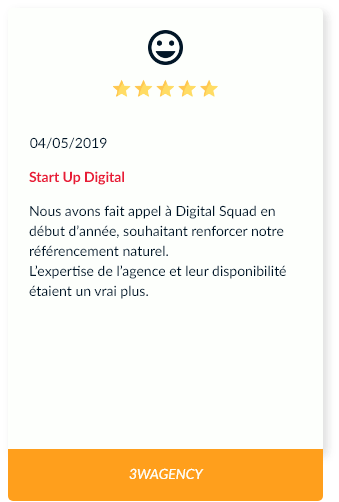 04/05/2019
Start Up Digital
Nous avons fait appel à Digital Squad en
début d’année, souhaitant renforcer notre
référencement naturel.
L’expertise de l’agence et leur disponibilité
étaient un vrai plus.
3WAGENCY